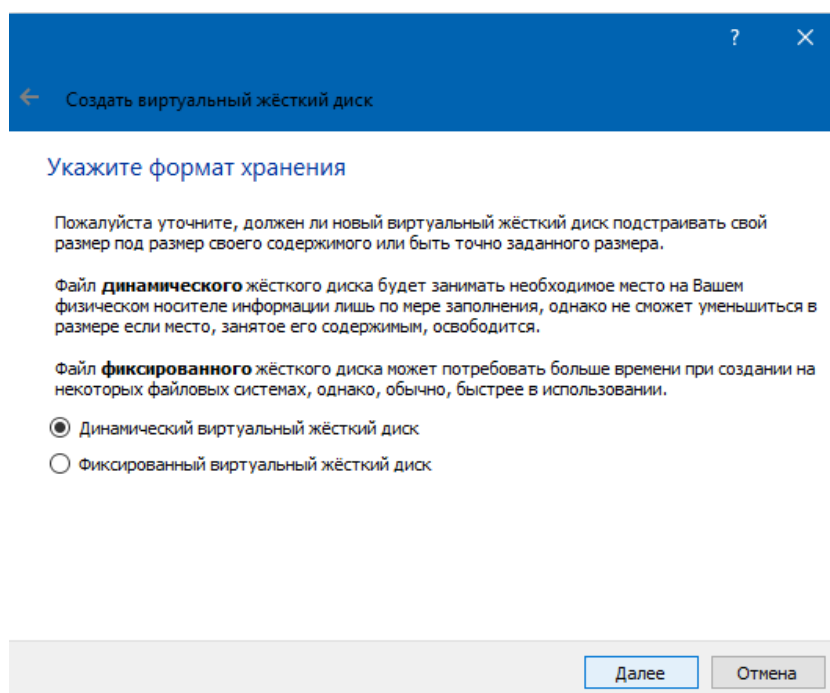 ?
Создать виртуальный жёсткий диск
Укажите формат хранения
Пожалуйста уточните, должен ли новый виртуальный жёсткий диск подстраивать свой
размер под размер своего содержимого или быть точно заданного размера.
Файл динамического жёсткого диска будет занимать необходимое место на Вашем
физическом носителе информации лишь по мере заполнения, однако не сможет уменьшиться в
размере если место, занятое его содержимым, освободится.
Файл фиксированного жёсткого диска может потребовать больше времени при создании на
некоторых файловых системах, однако, обычно, быстрее в использовании.
Динамический виртуальный жёсткий диск
Фиксированный виртуальный жёсткий диск
Далее Отмена